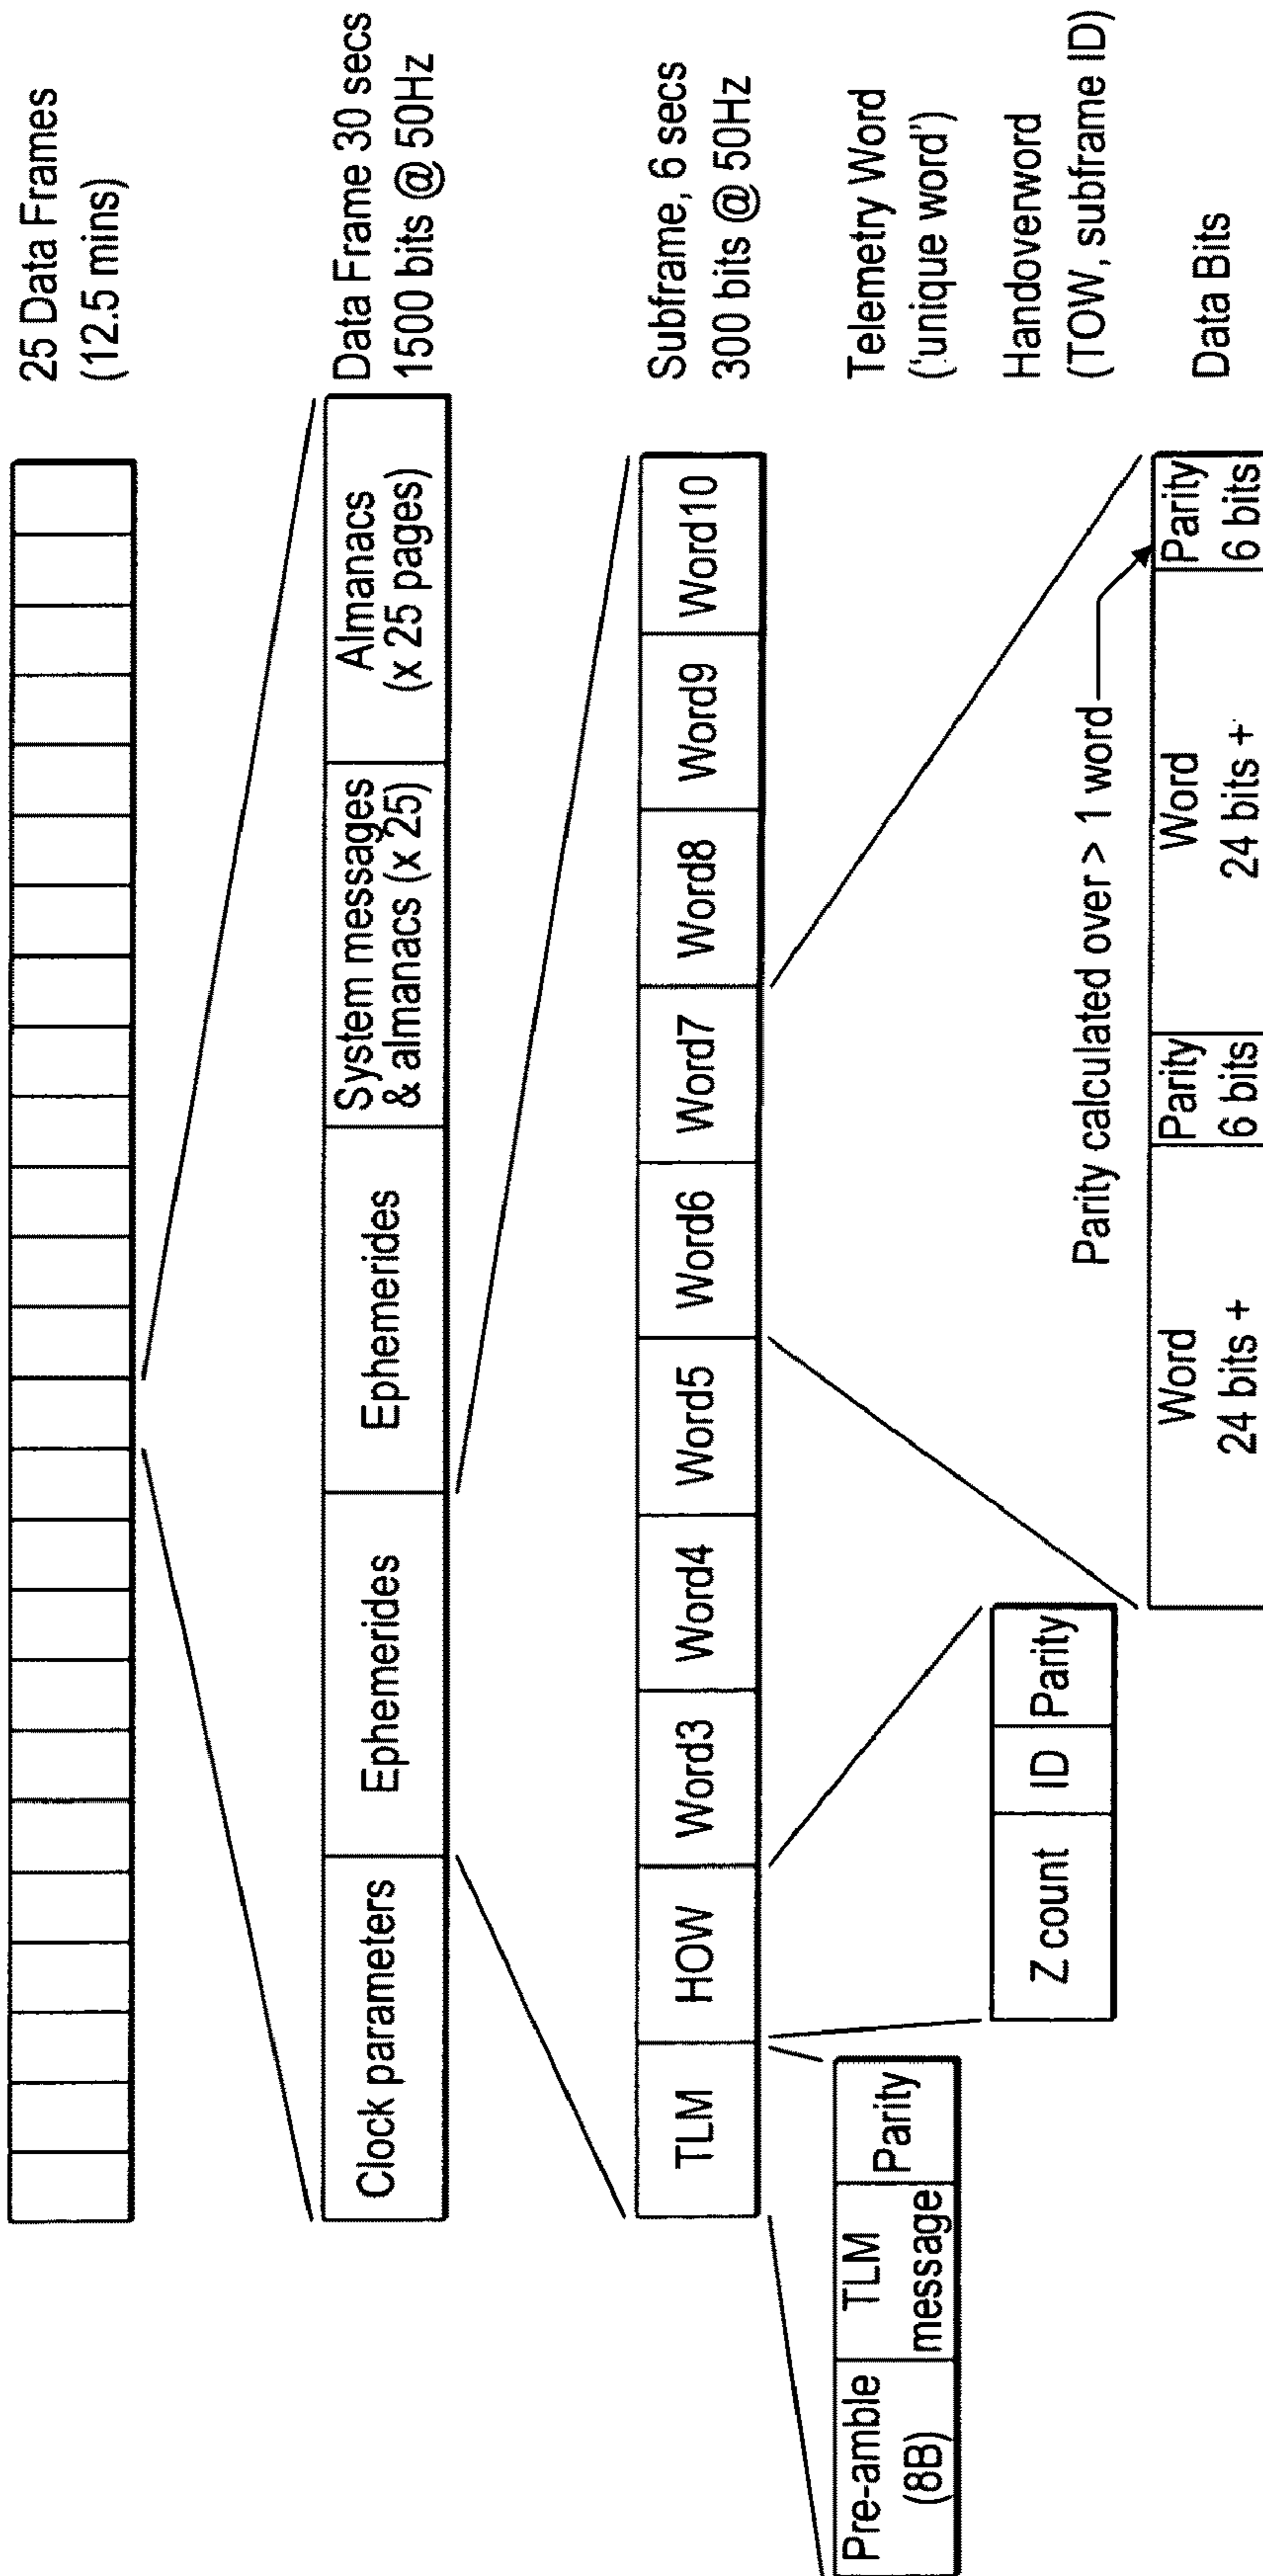 25 Data Frames
(12.5 mins)
Clock parameters
Ephemerides
Ephemerides
System messages
& almanacs (x 25)
Almanacs
(x 25 pages)
Data Frame 30 secs
1500 bits @ 50Hz
TLM
HOW
Word3
Word4
Word5
Word6
Word7
Word8
Word9
Word10
Subframe, 6 secs
300 bits @ 50Hz
Pre-amble
(8B)
TLM
message
Parity
Telemetry Word
('unique word')
Z count
ID
Parity
Handoverword
(TOW, subframe ID)
Parity calculated over > 1 word
Word
24 bits +
Parity
6 bits
Word
24 bits +
Parity
6 bits
Data Bits